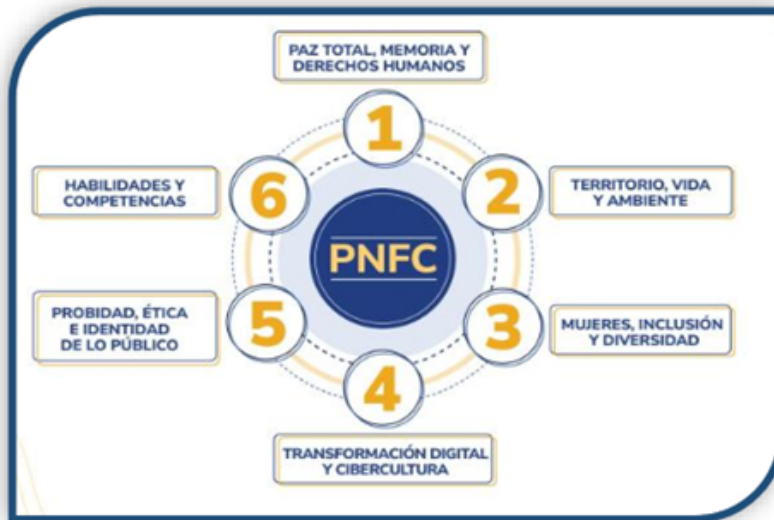 PAZ TOTAL, MEMORIA Y
DERECHOS HUMANOS
1
2
TERRITORIO, VIDA
Y AMBIENTE
3
MUJERES, INCLUSIÓN
Y DIVERSIDAD
4
TRANSFORMACIÓN DIGITAL
Y CIBERCULTURA
5
PROBIDAD, ÉTICA
E IDENTIDAD
DE LO PÚBLICO
6
HABILIDADES Y
COMPETENCIAS
PNFC